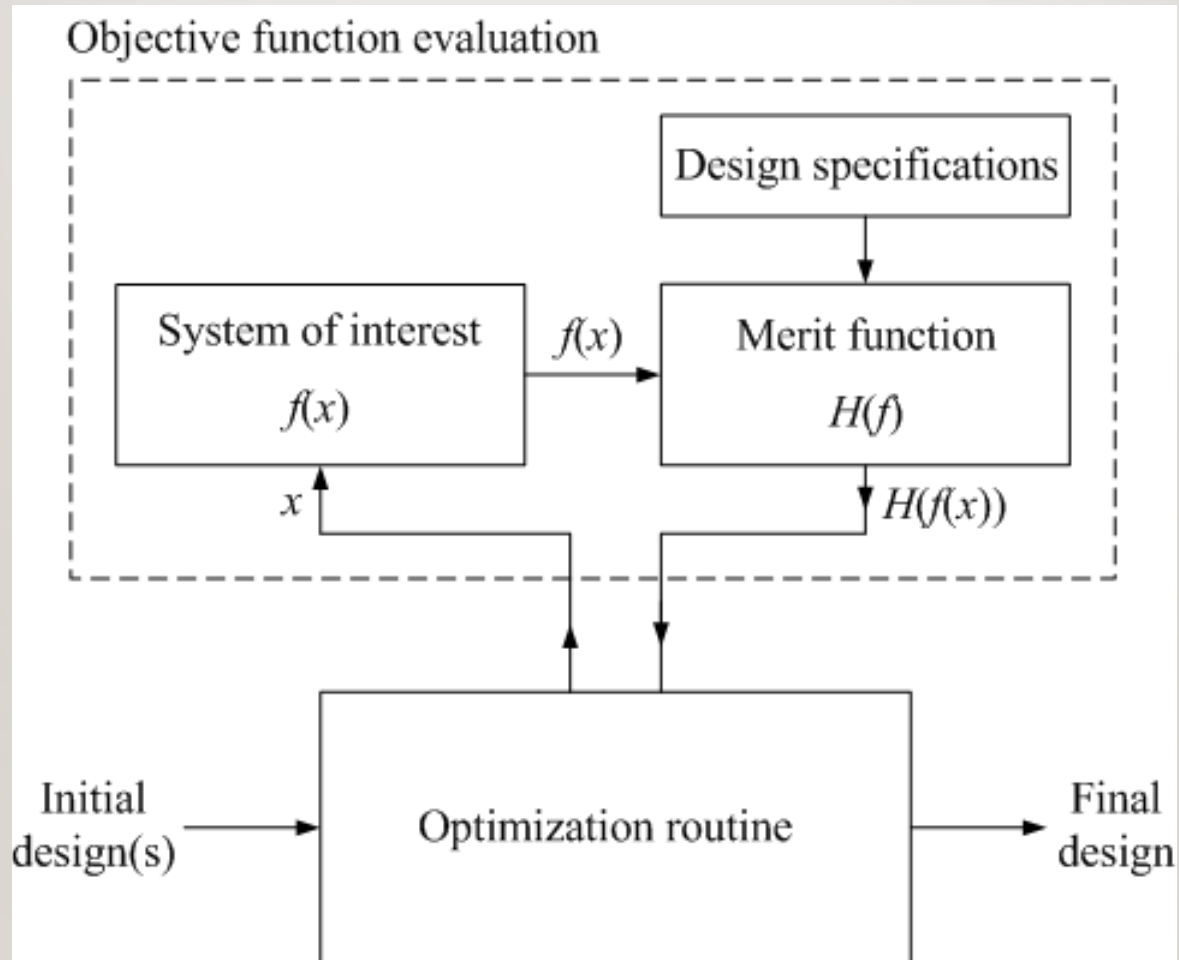 Objective function evaluation
Design specifications
System of interest
f(x)
f(x)
Merit function
H(f)
x
H(f(x))
Initial
design(s)
Optimization routine
Final
design